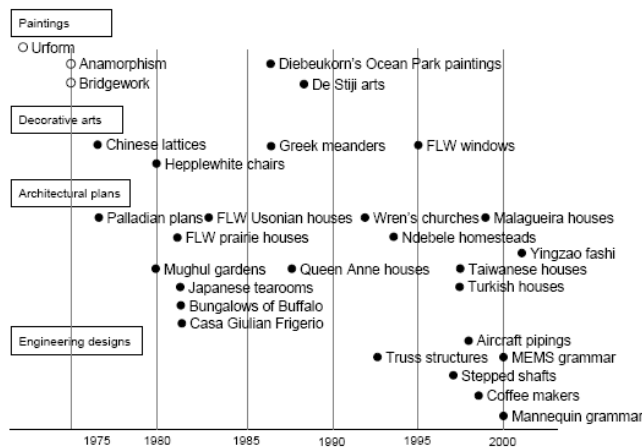 Paintings
Urform
Anamorphism Diebeukorn's Ocean Park paintings
Bridgework De Stiji arts
Decorative arts
Chinese lattices Greek meanders FLW windows
Hepplewhite chairs
Architectural plans
Palladian plans FLW Usonian houses Wren's churches Malagueira houses
FLW prairie houses Ndebele homesteads
Yingzao fashi
Mughul gardens Queen Anne houses Taiwanese houses
Japanese tearooms Turkish houses
Bungalows of Buffalo
Casa Giulian Frigerio
Engineering designs
Aircraft pipings
Truss structures MEMS grammar
Stepped shafts
Coffee makers
Mannequin grammar
1975 1980 1985 1990 1995 2000